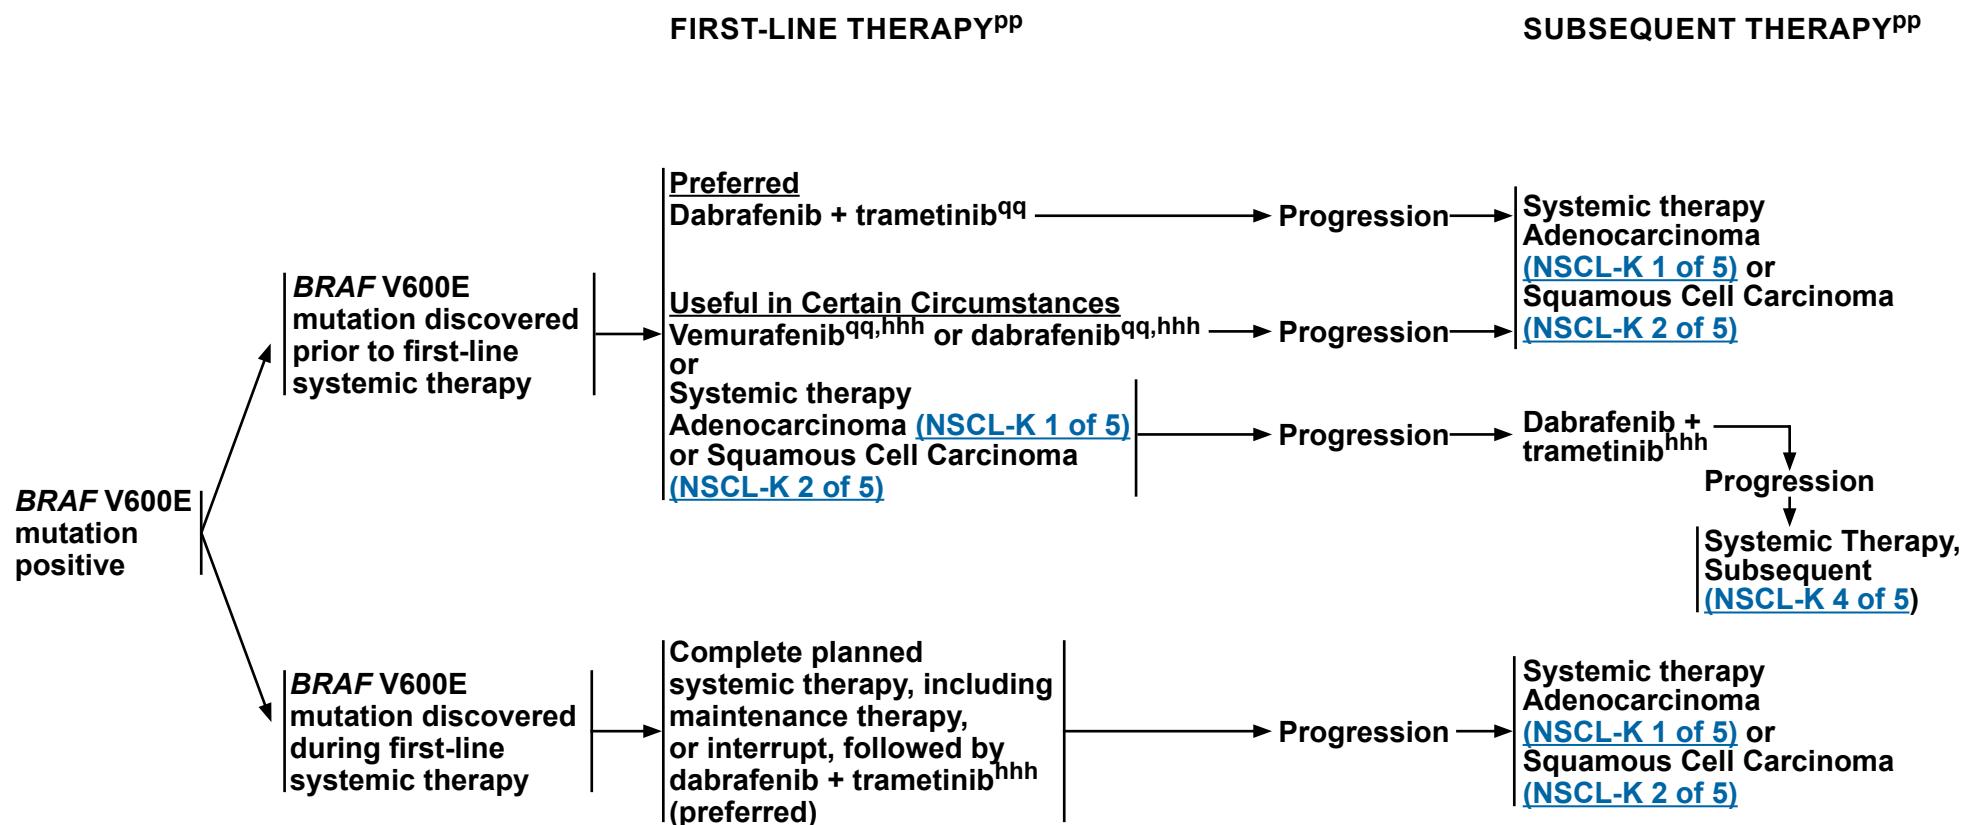 FIRST-LINE THERAPYpp
SUBSEQUENT THERAPYpp
BRAF V600E
mutation
positive
BRAF V600E
mutation discovered
prior to first-line
systemic therapy
Preferred
Dabrafenib + trametinibqq
Progression
Systemic therapy
Adenocarcinoma
(NSCL-K 1 of 5) or
Squamous Cell Carcinoma
(NSCL-K 2 of 5)
Useful in Certain Circumstances
Vemurafenibqq,hhh or dabrafenibqq,hhh
Progression
or
Systemic therapy
Adenocarcinoma (NSCL-K 1 of 5)
or Squamous Cell Carcinoma
(NSCL-K 2 of 5)
Progression
Dabrafenib +
trametinibhhh
Progression
Systemic Therapy,
Subsequent
(NSCL-K 4 of 5)
BRAF V600E
mutation discovered
during first-line
systemic therapy
Complete planned
systemic therapy, including
maintenance therapy,
or interrupt, followed by
dabrafenib + trametinibhhh
(preferred)
Progression
Systemic therapy
Adenocarcinoma
(NSCL-K 1 of 5) or
Squamous Cell Carcinoma
(NSCL-K 2 of 5)